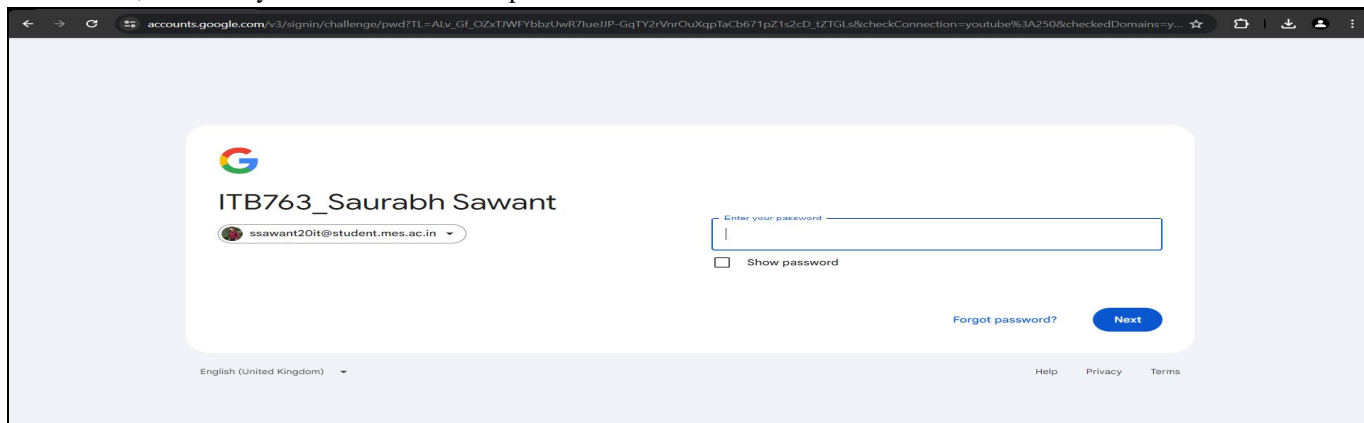 accounts.google.com/v3/signin/challenge/pwd?TL=ALv_Gf_OZxTJWFYbbzUwR7IueJJP-GqTY2rVnrOuXqpTaCb671pZ1s2cD_tZTGLs&checkConnection=youtube%3A250&checkedDomains=y...
ITB763_Saurabh Sawant
ssawant20it@student.mes.ac.in
Enter your password
Show password
Forgot password?
Next
English (United Kingdom)
Help Privacy Terms